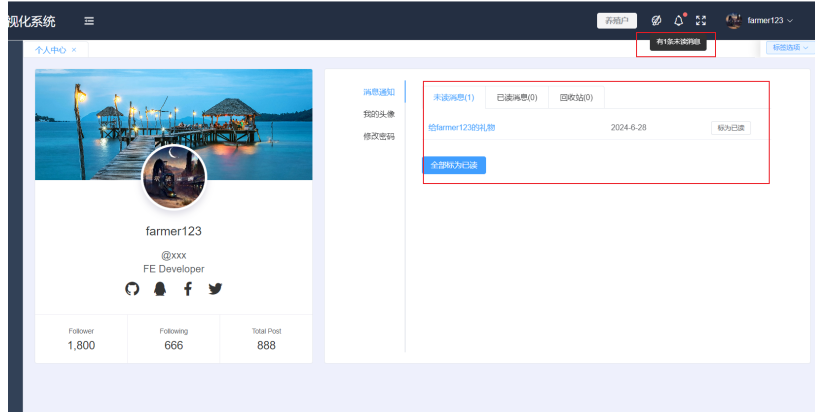 视化系统
养殖户
farmer123
有1条未读消息
个人中心 ×
标签选项
消息通知
我的头像
修改密码
未读消息(1)
已读消息(0)
回收站(0)
给farmer123的礼物
2024-6-28
标为已读
全部标为已读
farmer123
@xxx
FE Developer
Follower
1,800
Following
666
Total Post
888